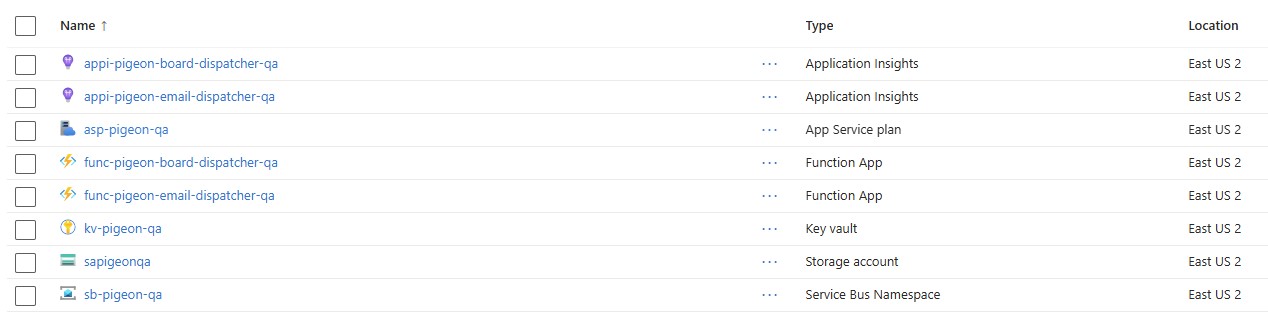 Name ↑ Type Location
appi-pigeon-board-dispatcher-qa ... Application Insights East US 2
appi-pigeon-email-dispatcher-qa ... Application Insights East US 2
asp-pigeon-qa ... App Service plan East US 2
func-pigeon-board-dispatcher-qa ... Function App East US 2
func-pigeon-email-dispatcher-qa ... Function App East US 2
kv-pigeon-qa ... Key vault East US 2
sapigeonqa ... Storage account East US 2
sb-pigeon-qa ... Service Bus Namespace East US 2